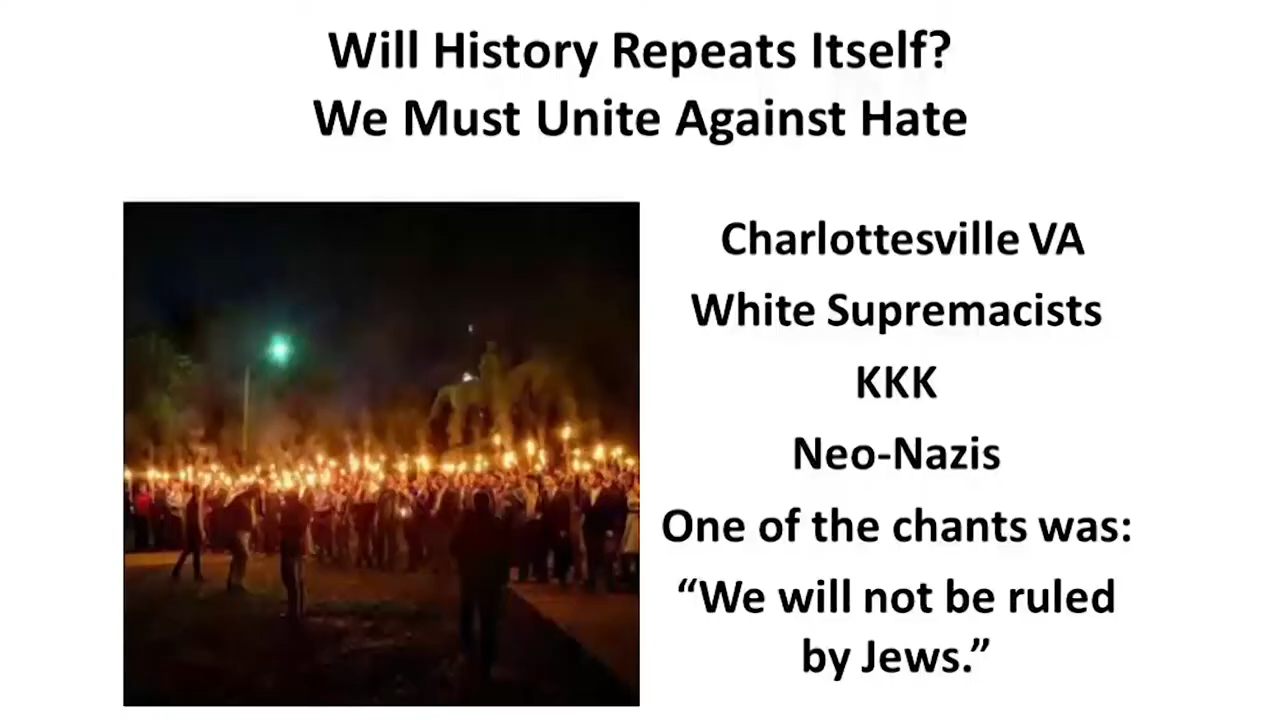 Will History Repeats Itself?
We Must Unite Against Hate
Charlottesville VA
White Supremacists
KKK
Neo-Nazis
One of the chants was:
“We will not be ruled
by Jews.”